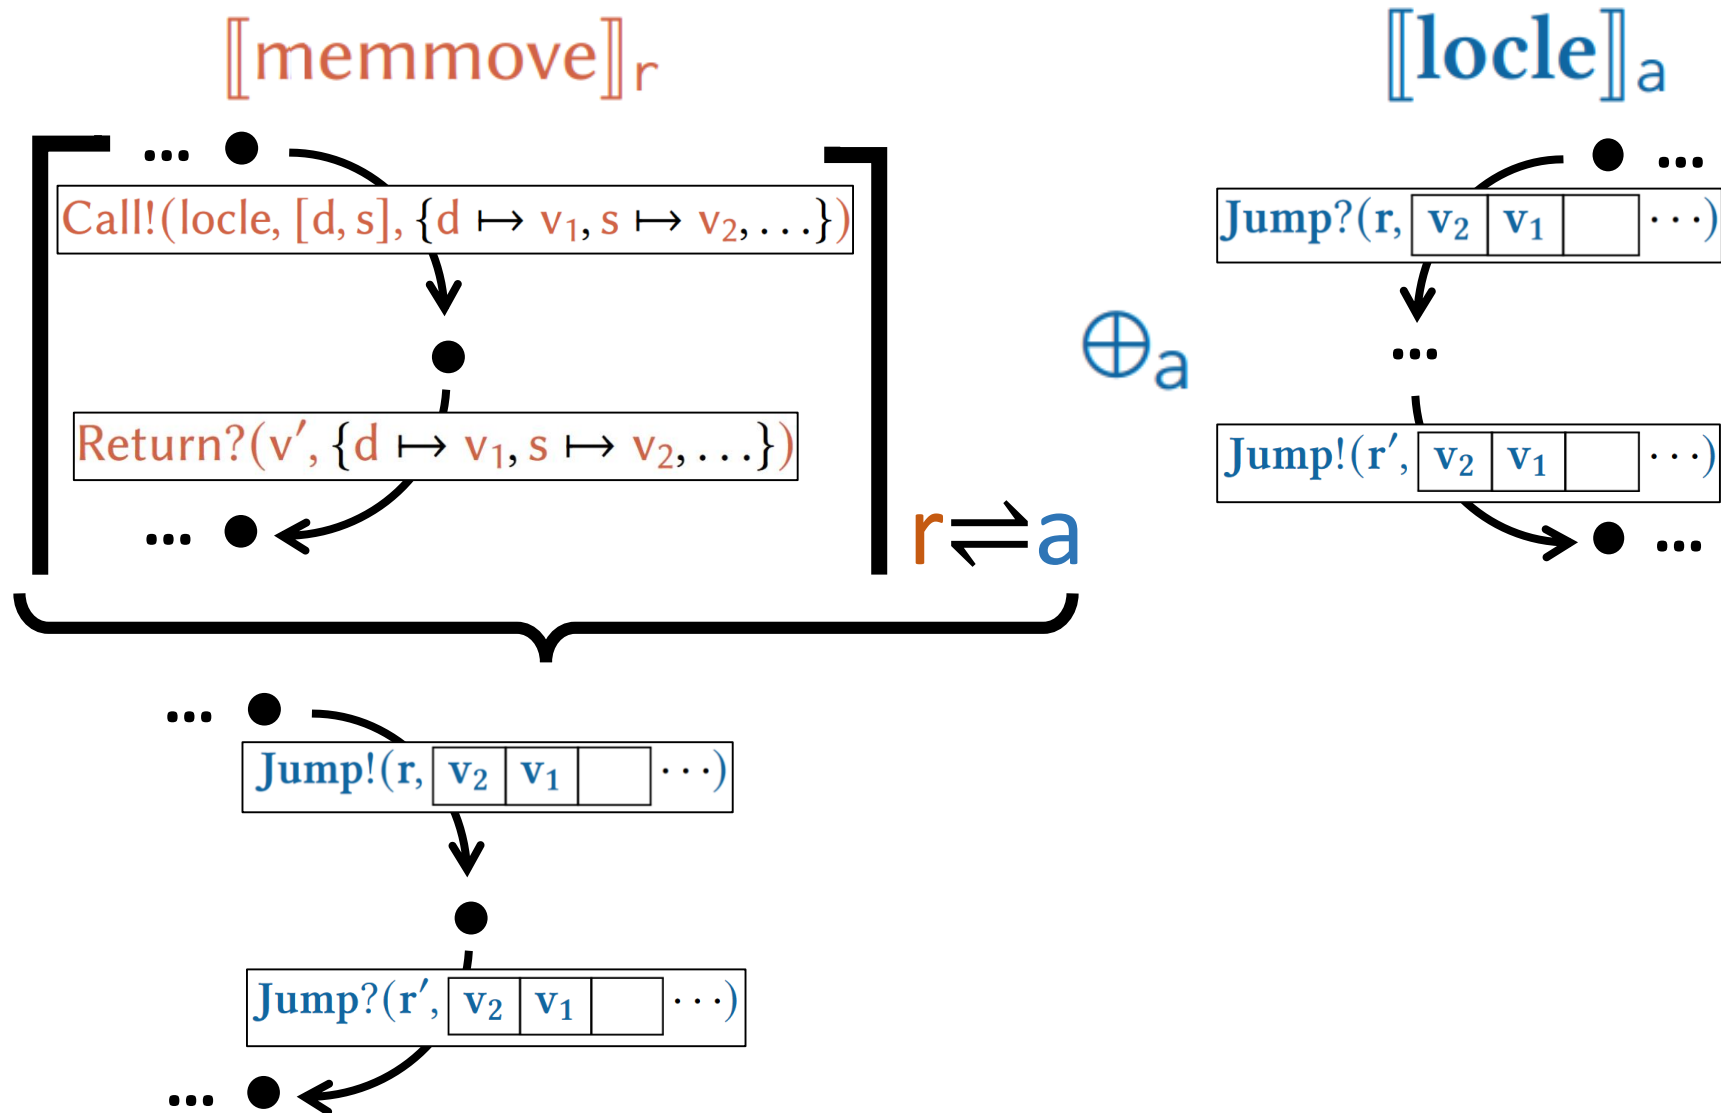 ⟦memmove⟧r
⟦locle⟧a
... ● 
Call!(locle, [d, s], {d ↦ v₁, s ↦ v₂, …})
●
Return?(v′, {d ↦ v₁, s ↦ v₂, …})
... ●
r⇌a
⊕a
● ...
Jump?(r, v₂ v₁ ···)
...
Jump!(r′, v₂ v₁ ···)
● ...
... ●
Jump!(r, v₂ v₁ ···)
●
Jump?(r′, v₂ v₁ ···)
... ●